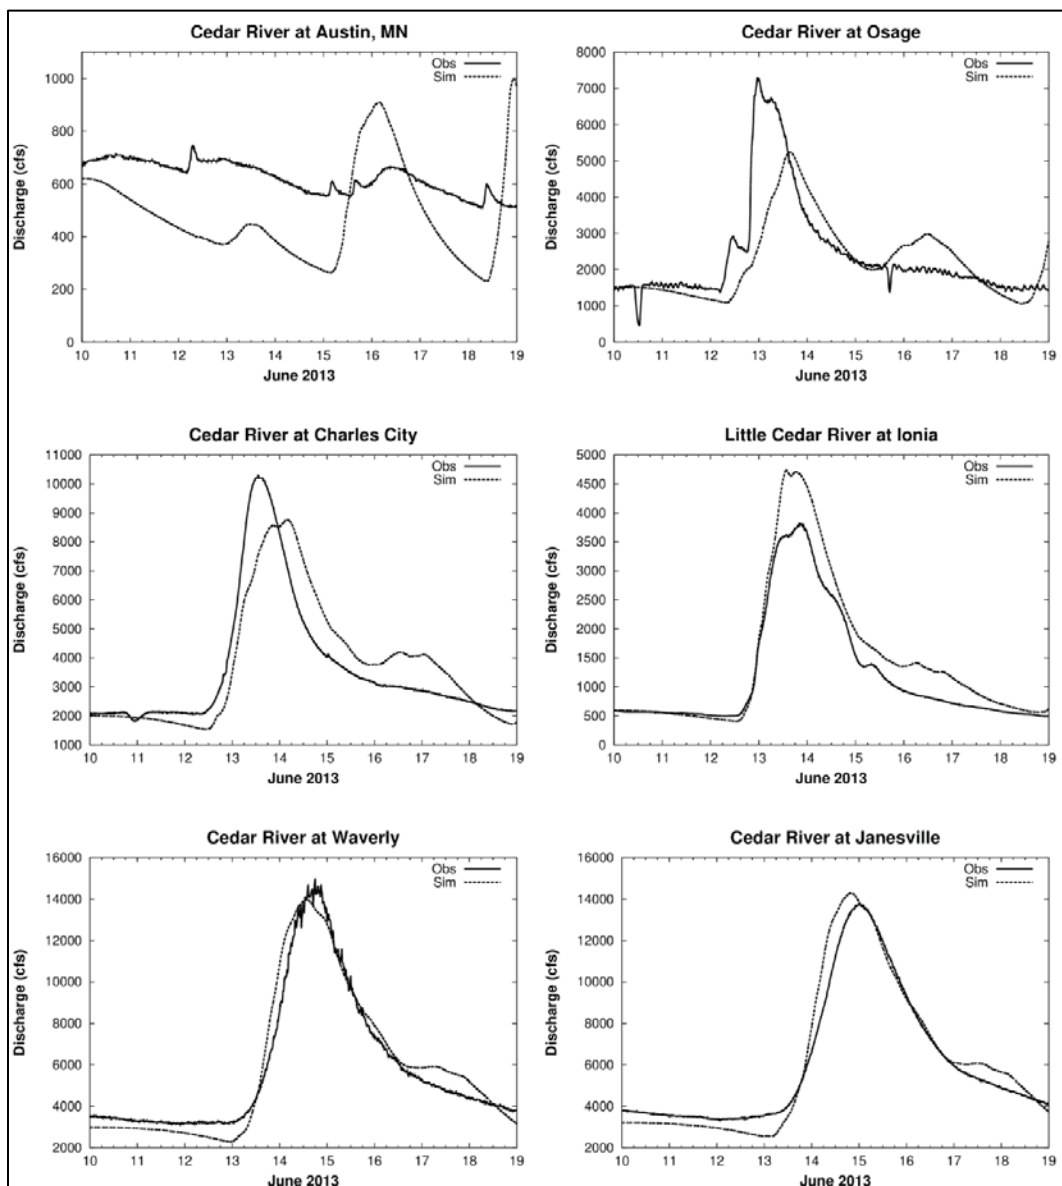 Cedar River at Austin, MN
Obs
Sim
Discharge (cfs)
1000
800
600
400
200
0
10 11 12 13 14 15 16 17 18 19
June 2013
Cedar River at Osage
Obs
Sim
Discharge (cfs)
8000
7000
6000
5000
4000
3000
2000
1000
0
10 11 12 13 14 15 16 17 18 19
June 2013
Cedar River at Charles City
Obs
Sim
Discharge (cfs)
11000
10000
9000
8000
7000
6000
5000
4000
3000
2000
1000
10 11 12 13 14 15 16 17 18 19
June 2013
Little Cedar River at Ionia
Obs
Sim
Discharge (cfs)
5000
4500
4000
3500
3000
2500
2000
1500
1000
500
0
10 11 12 13 14 15 16 17 18 19
June 2013
Cedar River at Waverly
Obs
Sim
Discharge (cfs)
16000
14000
12000
10000
8000
6000
4000
2000
10 11 12 13 14 15 16 17 18 19
June 2013
Cedar River at Janesville
Obs
Sim
Discharge (cfs)
16000
14000
12000
10000
8000
6000
4000
2000
10 11 12 13 14 15 16 17 18 19
June 2013